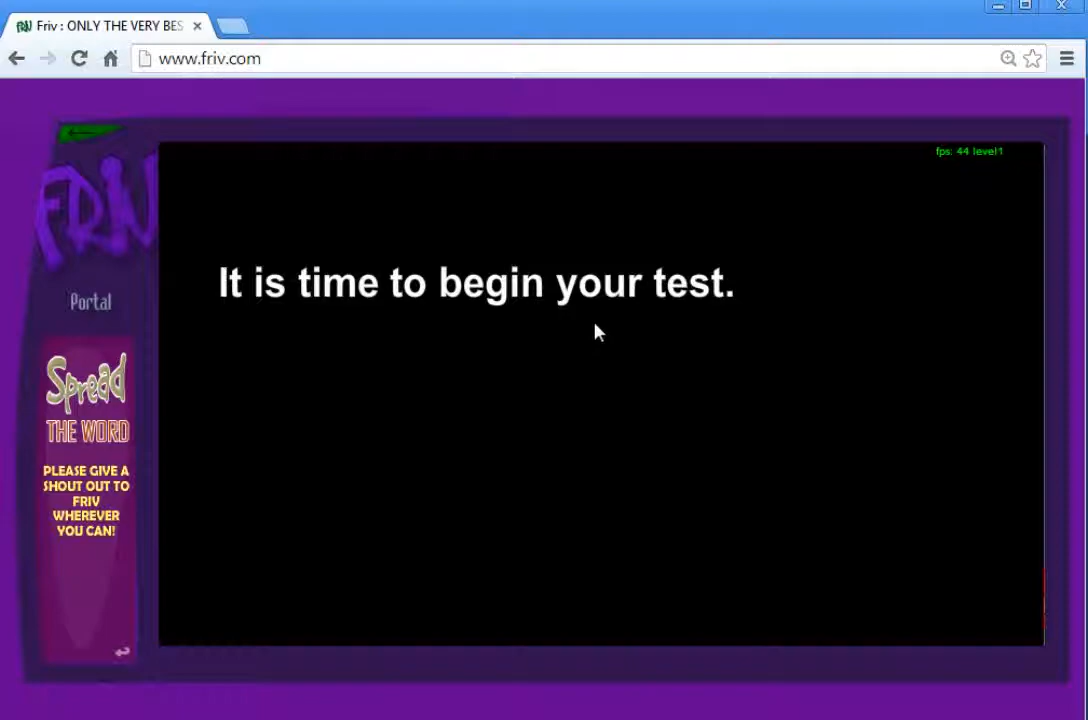 Friv : ONLY THE VERY BES
www.friv.com
fps: 44 level1
FRIV
It is time to begin your test.
Portal
Spread
THE WORD
PLEASE GIVE A
SHOUT OUT TO
FRIV
WHEREVER
YOU CAN!